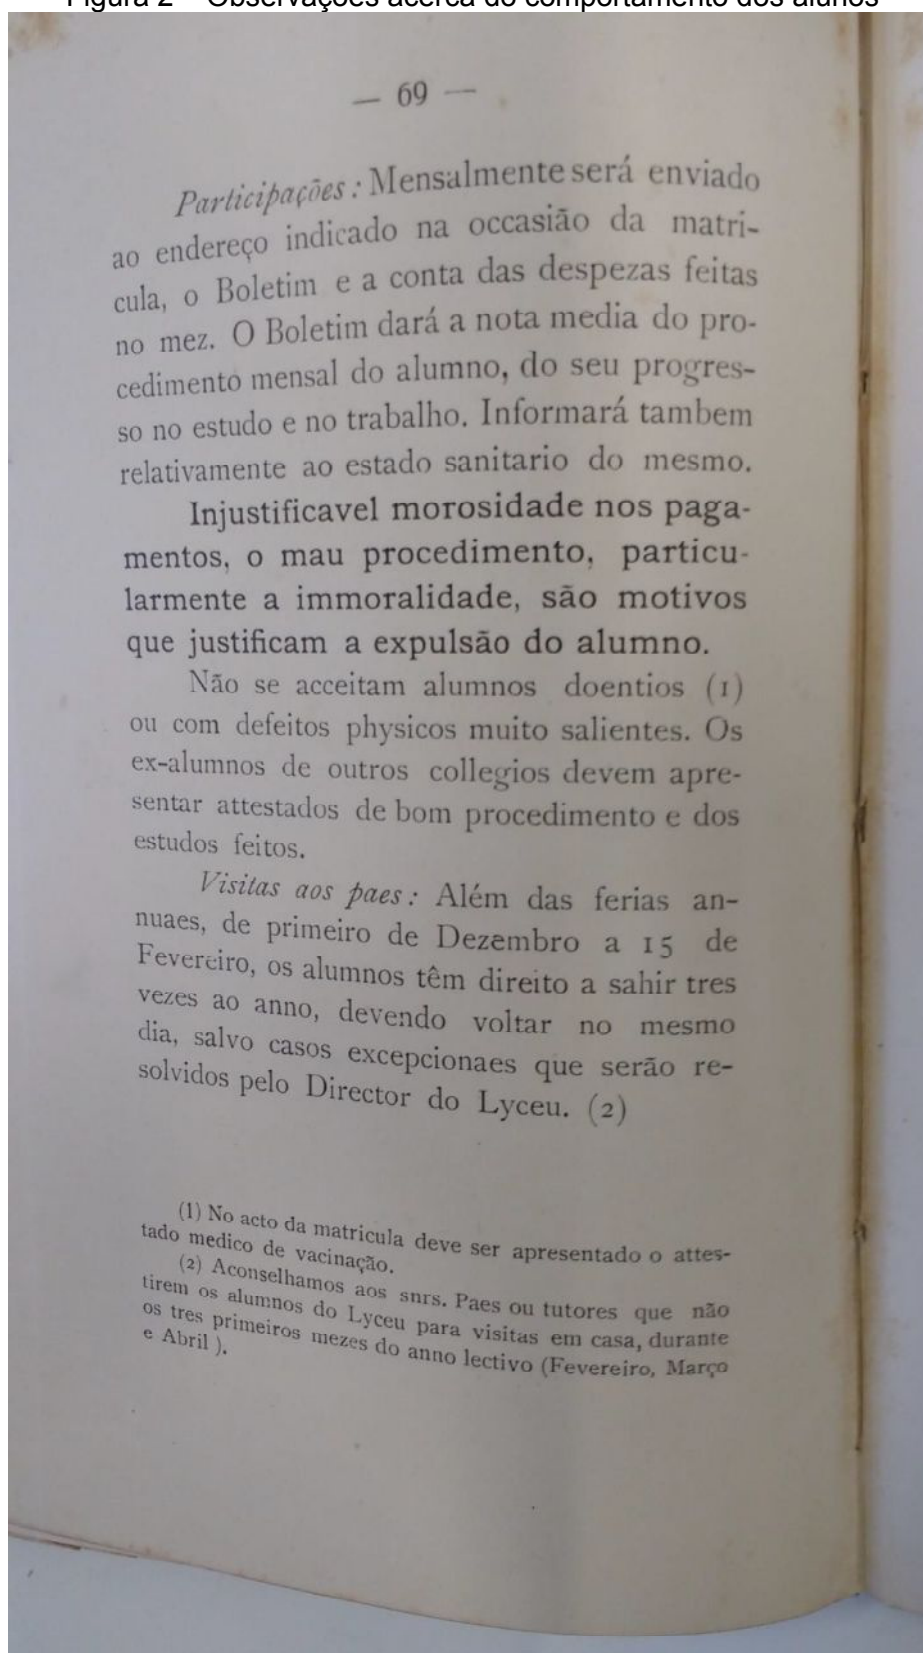 Figura 2 – Observações acerca do comportamento dos alunos
— 69 —
Participações : Mensalmente será enviado
ao endereço indicado na occasião da matri-
cula, o Boletim e a conta das despezas feitas
no mez. O Boletim dará a nota media do pro-
cedimento mensal do alumno, do seu progres-
so no estudo e no trabalho. Informará tambem
relativamente ao estado sanitario do mesmo.
Injustificavel morosidade nos paga-
mentos, o mau procedimento, particu-
larmente a immoralidade, são motivos
que justificam a expulsão do alumno.
Não se acceitam alumnos doentios (1)
ou com defeitos physicos muito salientes. Os
ex-alumnos de outros collegios devem apre-
sentar attestados de bom procedimento e dos
estudos feitos.
Visitas aos paes : Além das ferias an-
nuaes, de primeiro de Dezembro a 15 de
Fevereiro, os alumnos têm direito a sahir tres
vezes ao anno, devendo voltar no mesmo
dia, salvo casos excepcionaes que serão re-
solvidos pelo Director do Lyceu. (2)
(1) No acto da matricula deve ser apresentado o attes-
tado medico de vacinação.
(2) Aconselhamos aos snrs. Paes ou tutores que não
tirem os alumnos do Lyceu para visitas em casa, durante
os tres primeiros mezes do anno lectivo (Fevereiro, Março
e Abril ).